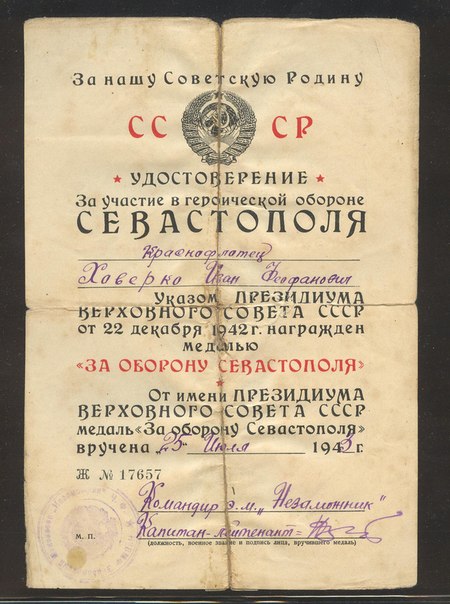 За нашу Советскую Родину
СС СР
★ УДОСТОВЕРЕНИЕ ★
За участие в героической обороне
СЕВАСТОПОЛЯ
Краснофлотец
Ховерко Иван Феофанович
Указом ПРЕЗИДИУМА
ВЕРХОВНОГО СОВЕТА СССР
от 22 декабря 1942 г. награжден
медалью
«ЗА ОБОРОНУ СЕВАСТОПОЛЯ»
От имени ПРЕЗИДИУМА
ВЕРХОВНОГО СОВЕТА СССР
медаль «За оборону Севастополя»
вручена 25 Июля 1943 г.
Ж № 17657
Командир э.м. „Незаможник"
Капитан-лейтенант
М. П.
(должность, военное звание и подпись лица, вручившего медаль)